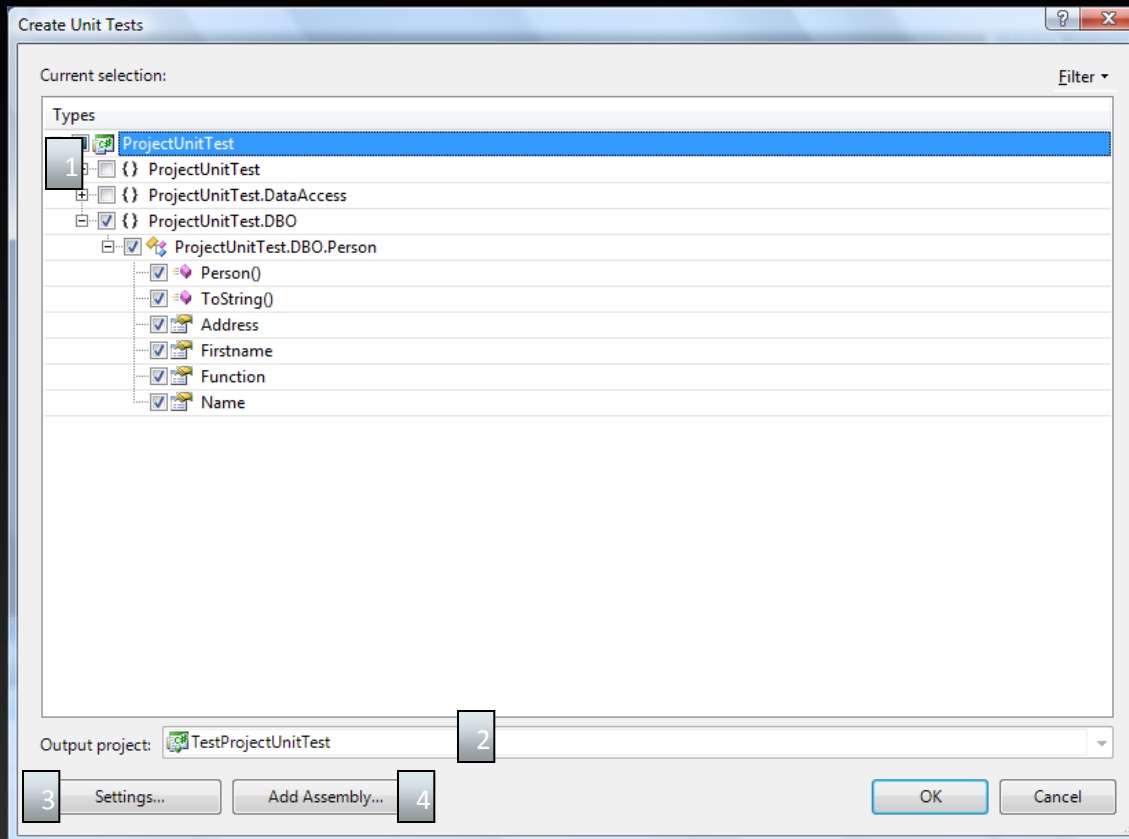 Create Unit Tests
Current selection:
Filter
Types
ProjectUnitTest
1
{} ProjectUnitTest
{} ProjectUnitTest.DataAccess
{} ProjectUnitTest.DBO
ProjectUnitTest.DBO.Person
Person()
ToString()
Address
Firstname
Function
Name
Output project: TestProjectUnitTest 2
3 Settings... Add Assembly... 4 OK Cancel